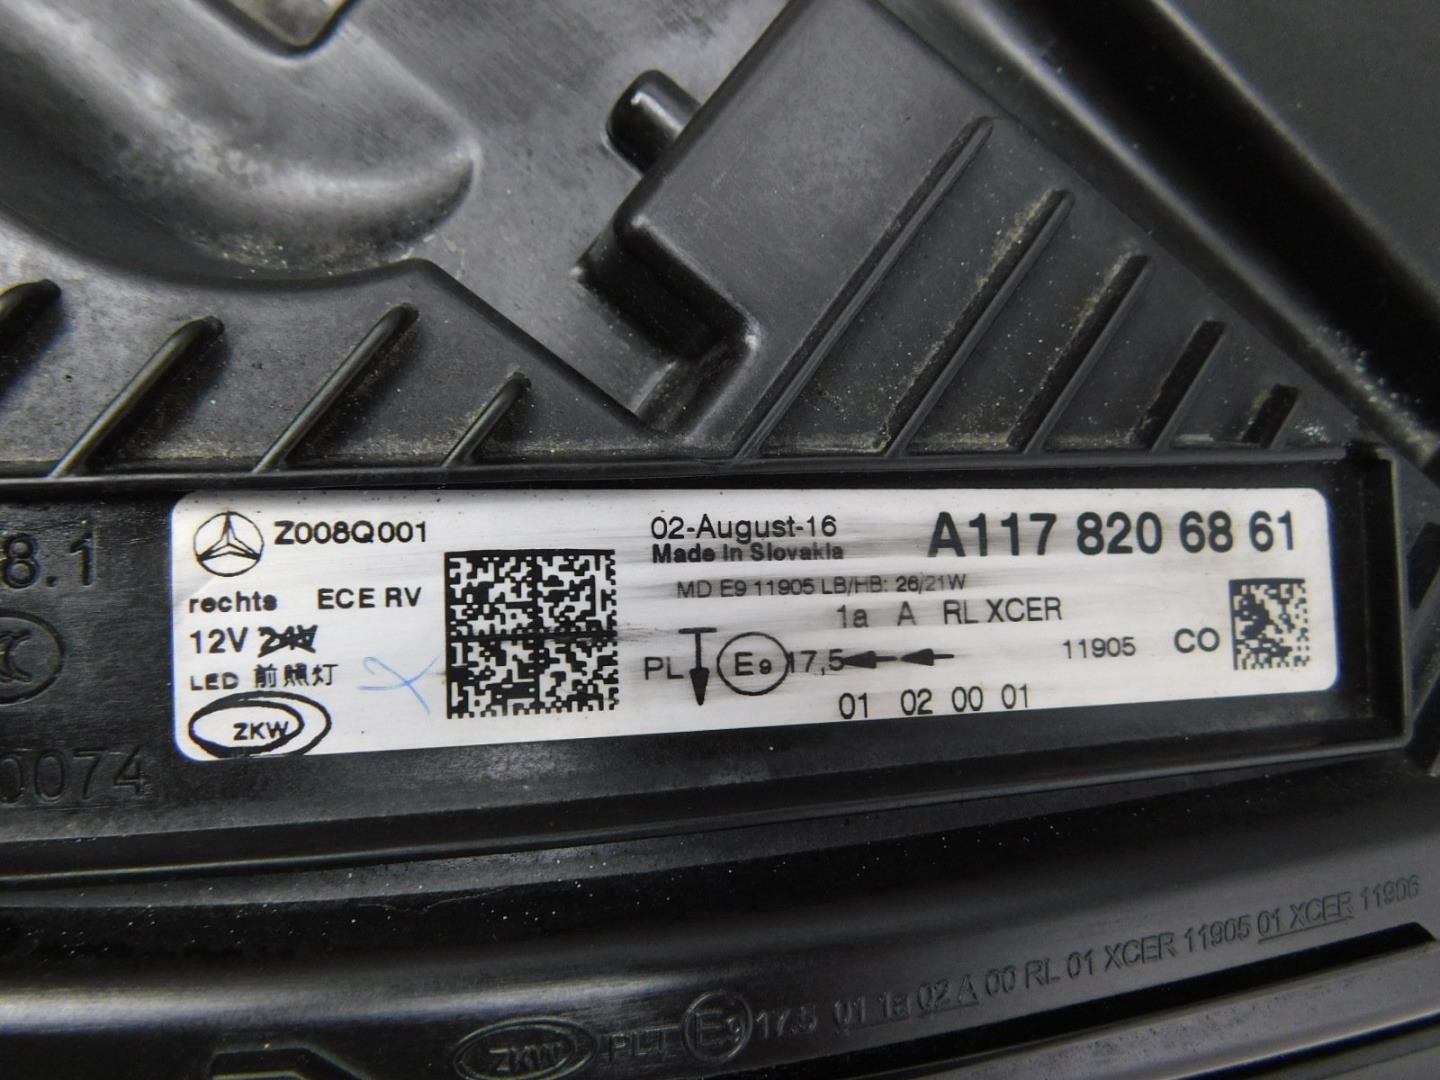 8.1
Z008Q001
rechts ECE RV
12V 24V
LED 前照灯
ZKW
02-August-16
Made in Slovakia
A117 820 68 61
MD E9 11905 LB/HB: 26/21W
1a A RL XCER
PL E9 17,5
11905 CO
01 02 00 01
0074
ZKW PL E9 17.5 01 1a 02 A 00 RL 01 XCER 11905 01 XCER 11906